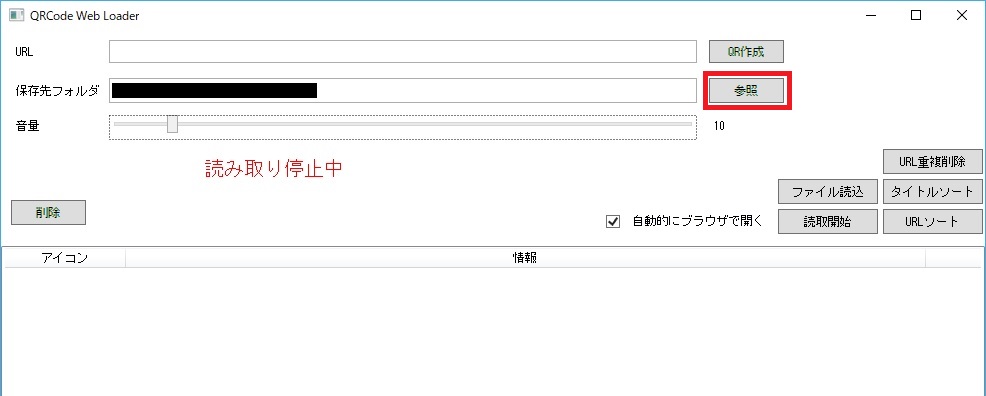 QRCode Web Loader
URL
QR作成
保存先フォルダ
参照
音量
10
読み取り停止中
URL重複削除
ファイル読込
タイトルソート
削除
自動的にブラウザで開く
読取開始
URLソート
アイコン
情報